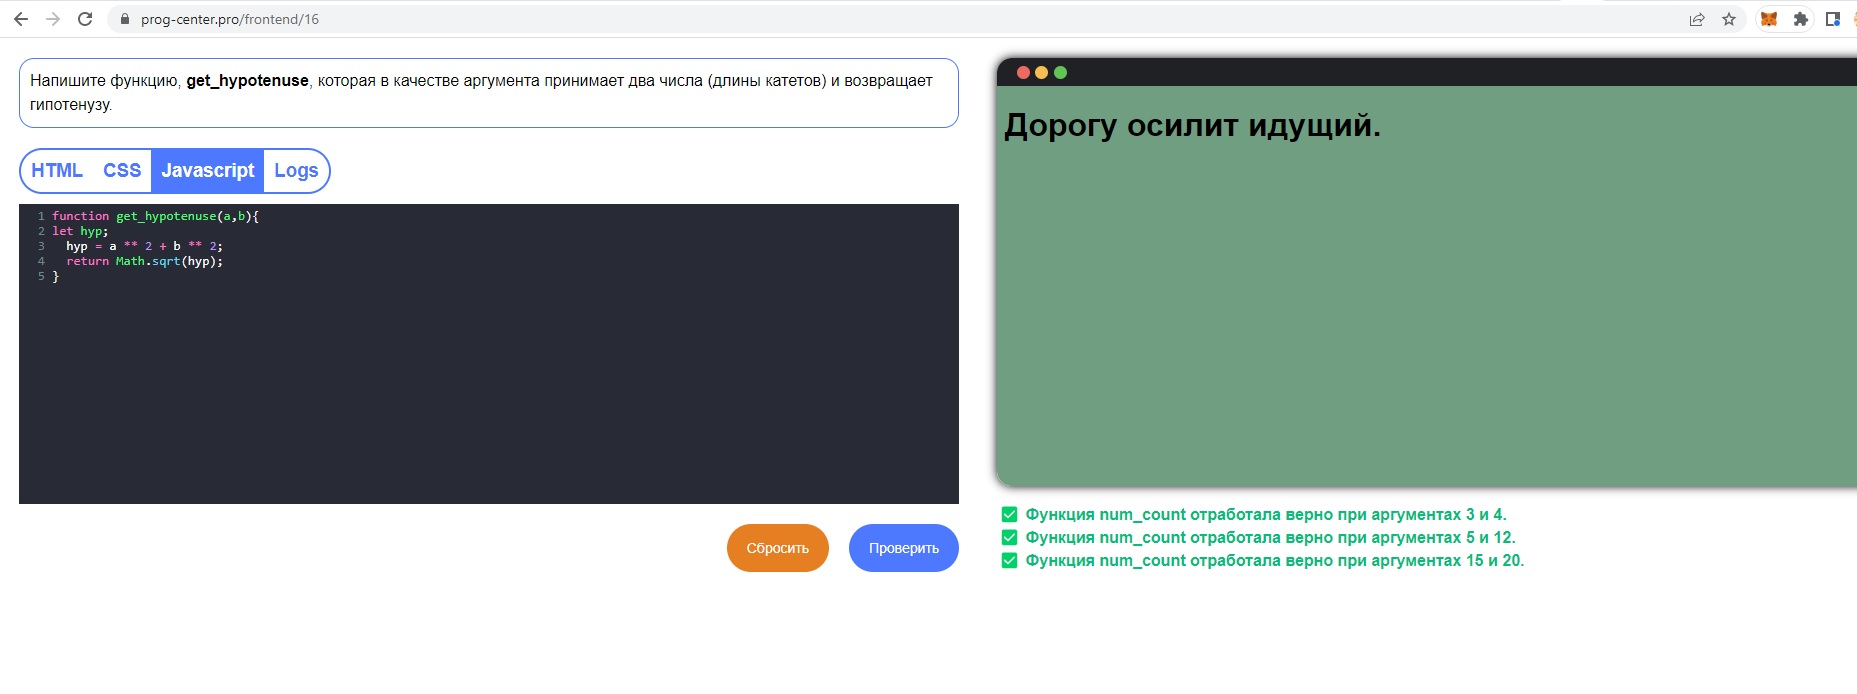 prog-center.pro/frontend/16
Напишите функцию, get_hypotenuse, которая в качестве аргумента принимает два числа (длины катетов) и возвращает
гипотенузу.
HTML CSS Javascript Logs
1 function get_hypotenuse(a,b){
2 let hyp;
3 hyp = a ** 2 + b ** 2;
4 return Math.sqrt(hyp);
5 }
Сбросить Проверить
Дорогу осилит идущий.
Функция num_count отработала верно при аргументах 3 и 4.
Функция num_count отработала верно при аргументах 5 и 12.
Функция num_count отработала верно при аргументах 15 и 20.